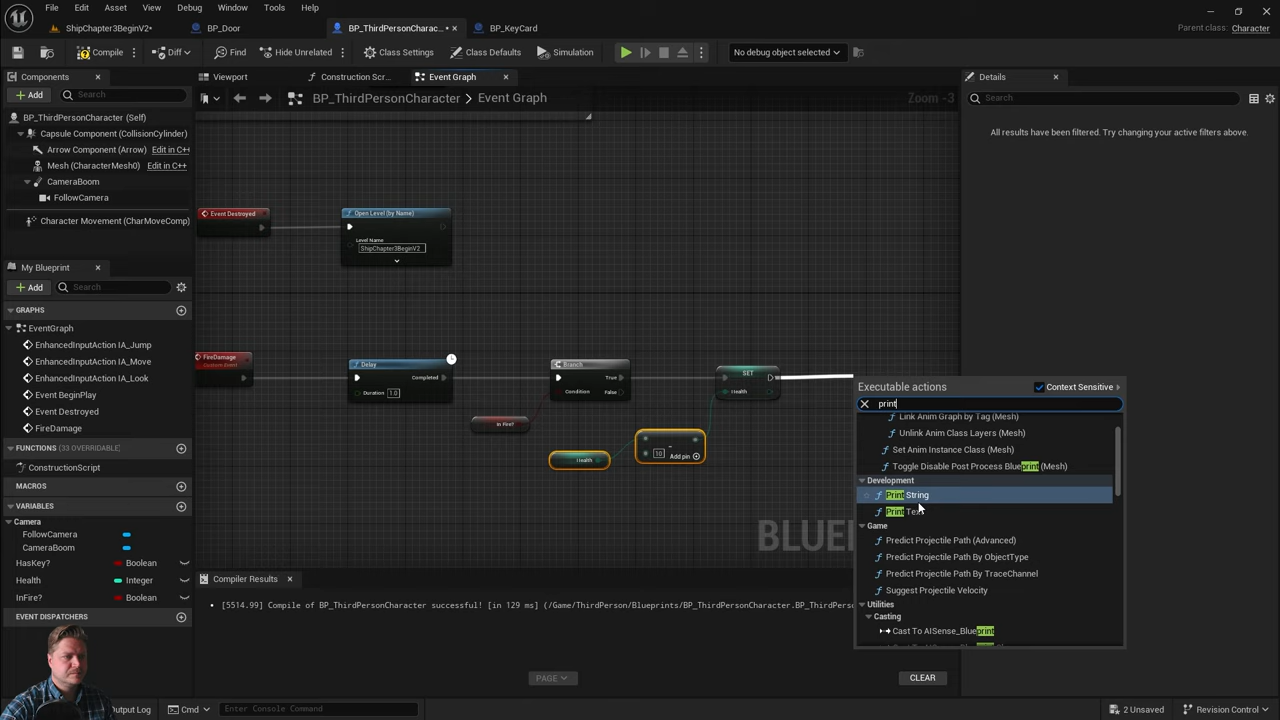 File Edit Asset View Debug Window Tools Help
ShipChapter3BeginV2*
BP_Door
BP_ThirdPersonCharac...*
BP_KeyCard
Parent class: Character
Compile
Diff
Find
Hide Unrelated
Class Settings
Class Defaults
Simulation
No debug object selected
Components
Viewport
Construction Scr...
Event Graph
Details
Add
Search
BP_ThirdPersonCharacter > Event Graph
Zoom -3
Search
BP_ThirdPersonCharacter (Self)
Capsule Component (CollisionCylinder)
Arrow Component (Arrow) Edit in C++
Mesh (CharacterMesh0) Edit in C++
CameraBoom
FollowCamera
Character Movement (CharMoveComp)
All results have been filtered. Try changing your active filters above.
Event Destroyed
Open Level (by Name)
Level Name
ShipChapter3BeginV2
My Blueprint
Add
Search
GRAPHS
EventGraph
EnhancedInputAction IA_Jump
EnhancedInputAction IA_Move
EnhancedInputAction IA_Look
Event BeginPlay
Event Destroyed
FireDamage
FUNCTIONS (33 OVERRIDABLE)
ConstructionScript
MACROS
VARIABLES
Camera
FollowCamera
CameraBoom
HasKey? Boolean
Health Integer
InFire? Boolean
EVENT DISPATCHERS
FireDamage
Custom Event
Delay
Completed
Duration 1.0
Branch
True
Condition False
In Fire?
SET
Health
Health
10 Add pin
BLUE
Executable actions
Context Sensitive
print
Link Anim Graph by Tag (Mesh)
Unlink Anim Class Layers (Mesh)
Set Anim Instance Class (Mesh)
Toggle Disable Post Process Blueprint (Mesh)
Development
Print String
Print Tex
Game
Predict Projectile Path (Advanced)
Predict Projectile Path By ObjectType
Predict Projectile Path By TraceChannel
Suggest Projectile Velocity
Utilities
Casting
Cast To AISense_Blueprint
Compiler Results
[5514.99] Compile of BP_ThirdPersonCharacter successful! [in 129 ms] (/Game/ThirdPerson/Blueprints/BP_ThirdPersonCharacter.BP_ThirdPerso
PAGE
CLEAR
Output Log
Cmd
Enter Console Command
2 Unsaved
Revision Control